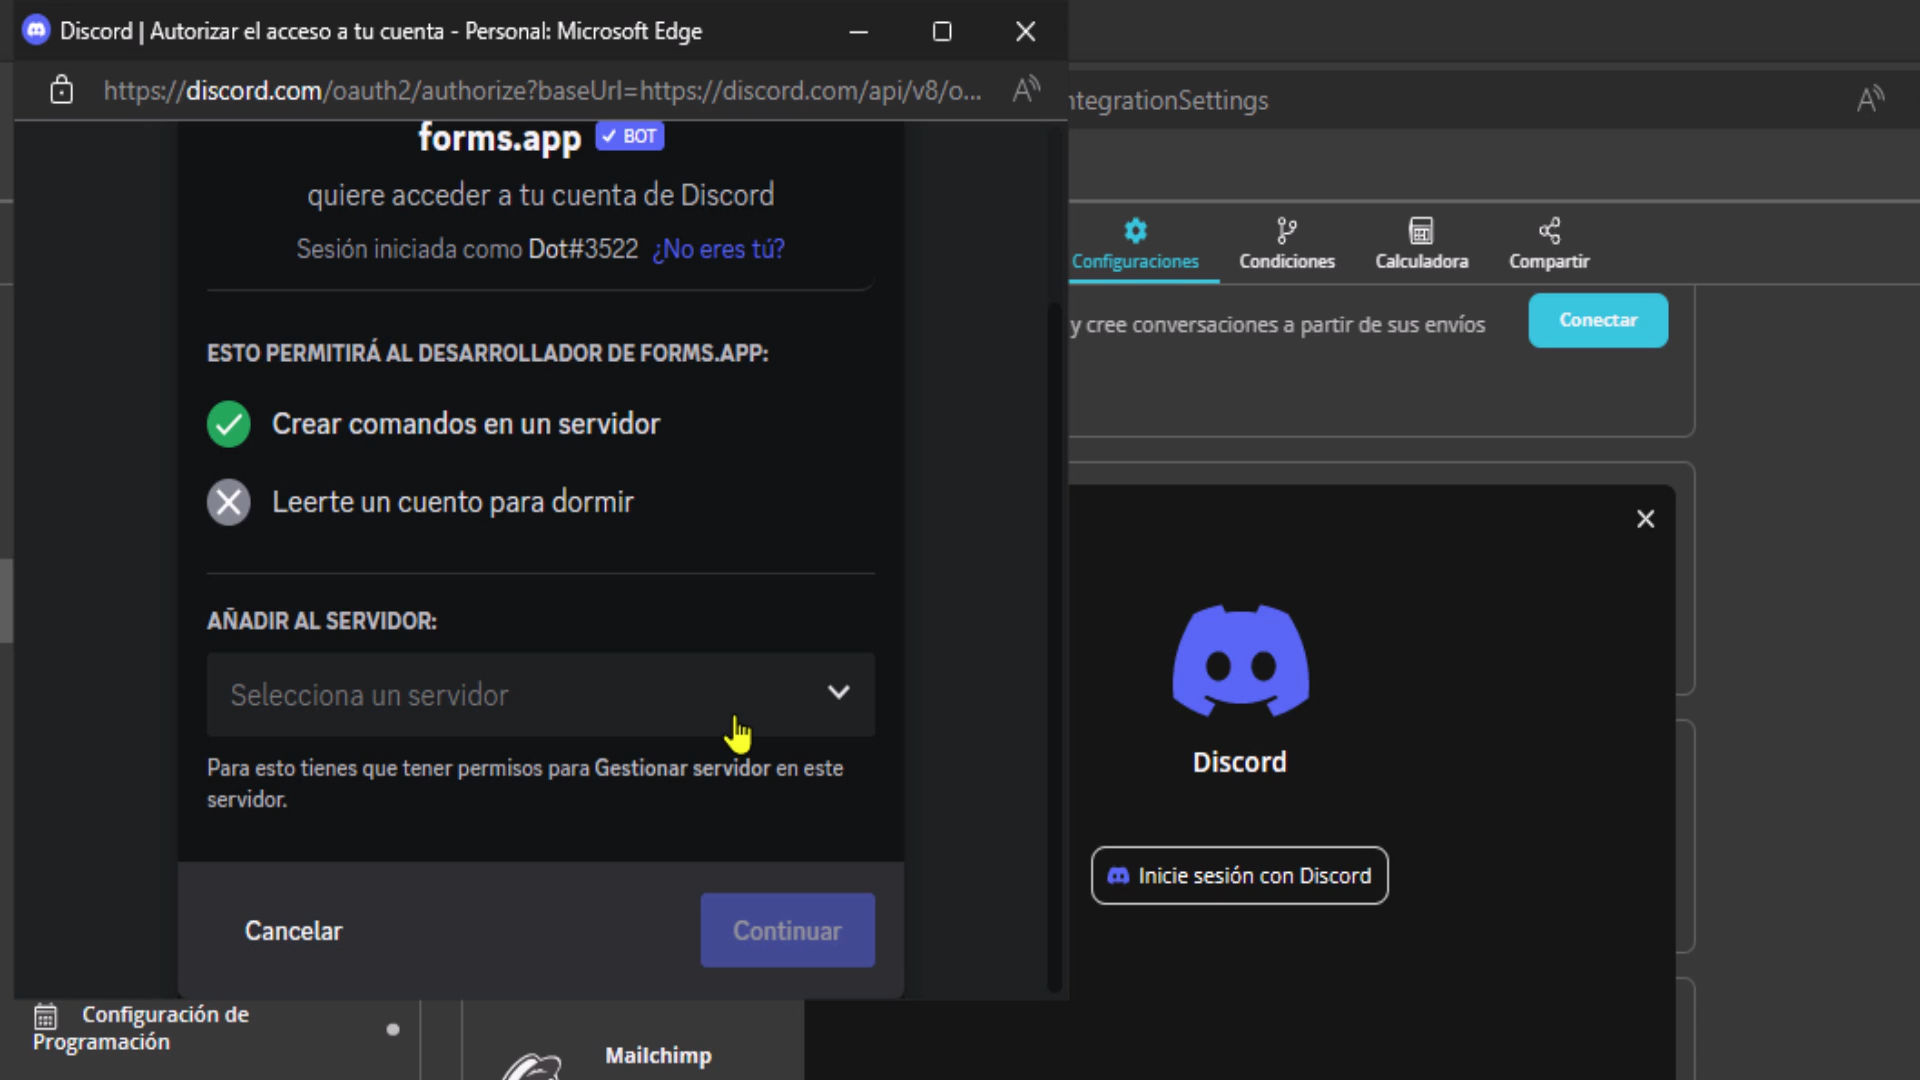 Discord | Autorizar el acceso a tu cuenta - Personal: Microsoft Edge
https://discord.com/oauth2/authorize?baseUrl=https://discord.com/api/v8/o...
forms.app ✓ BOT
quiere acceder a tu cuenta de Discord
Sesión iniciada como Dot#3522 ¿No eres tú?
ESTO PERMITIRÁ AL DESARROLLADOR DE FORMS.APP:
Crear comandos en un servidor
Leerte un cuento para dormir
AÑADIR AL SERVIDOR:
Selecciona un servidor
Para esto tienes que tener permisos para Gestionar servidor en este
servidor.
Cancelar
Continuar
ntegrationSettings
Configuraciones
Condiciones
Calculadora
Compartir
y cree conversaciones a partir de sus envíos
Conectar
Discord
Inicie sesión con Discord
Configuración de
Programación
Mailchimp